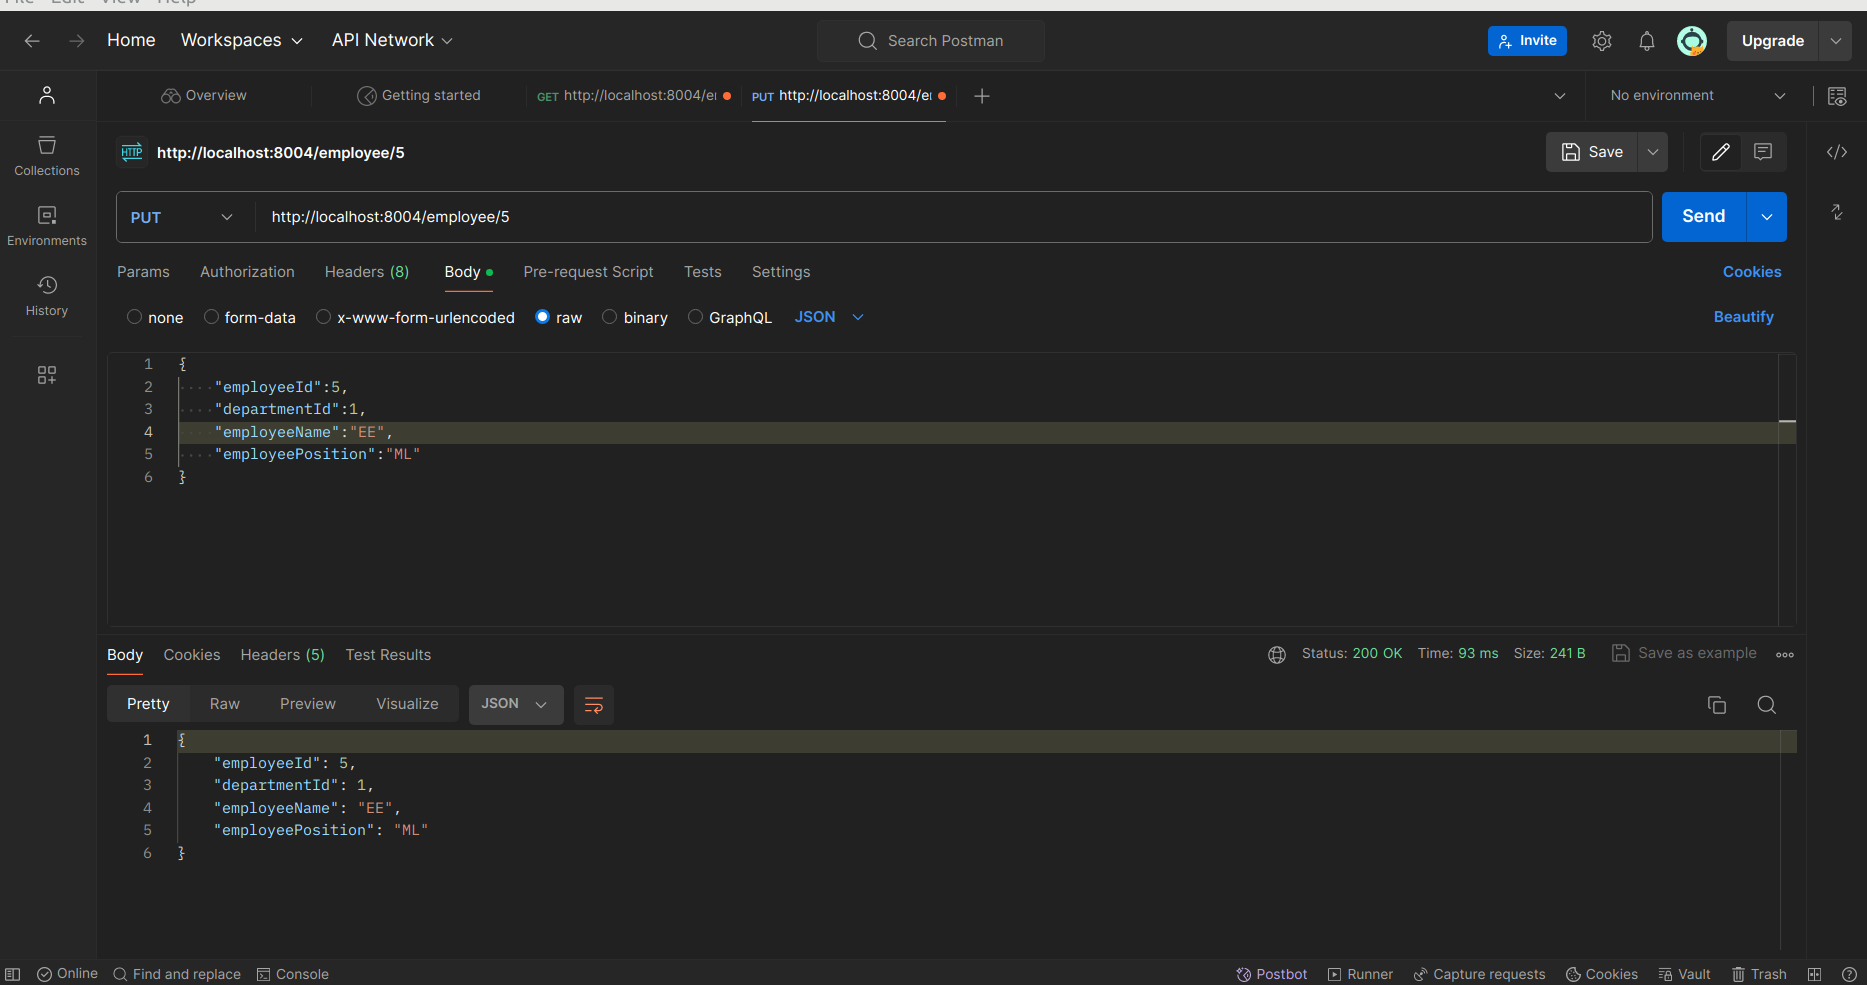 File Edit View Help
Home Workspaces API Network Search Postman Invite Upgrade
Overview Getting started GET http://localhost:8004/e PUT http://localhost:8004/e No environment
HTTP http://localhost:8004/employee/5 Save
Collections
Environments
History
PUT http://localhost:8004/employee/5 Send
Params Authorization Headers (8) Body Pre-request Script Tests Settings Cookies
none form-data x-www-form-urlencoded raw binary GraphQL JSON Beautify
1 {
2 "employeeId":5,
3 "departmentId":1,
4 "employeeName":"EE",
5 "employeePosition":"ML"
6 }
Body Cookies Headers (5) Test Results Status: 200 OK Time: 93 ms Size: 241 B Save as example
Pretty Raw Preview Visualize JSON
1 {
2 "employeeId": 5,
3 "departmentId": 1,
4 "employeeName": "EE",
5 "employeePosition": "ML"
6 }
Online Find and replace Console Postbot Runner Capture requests Cookies Vault Trash